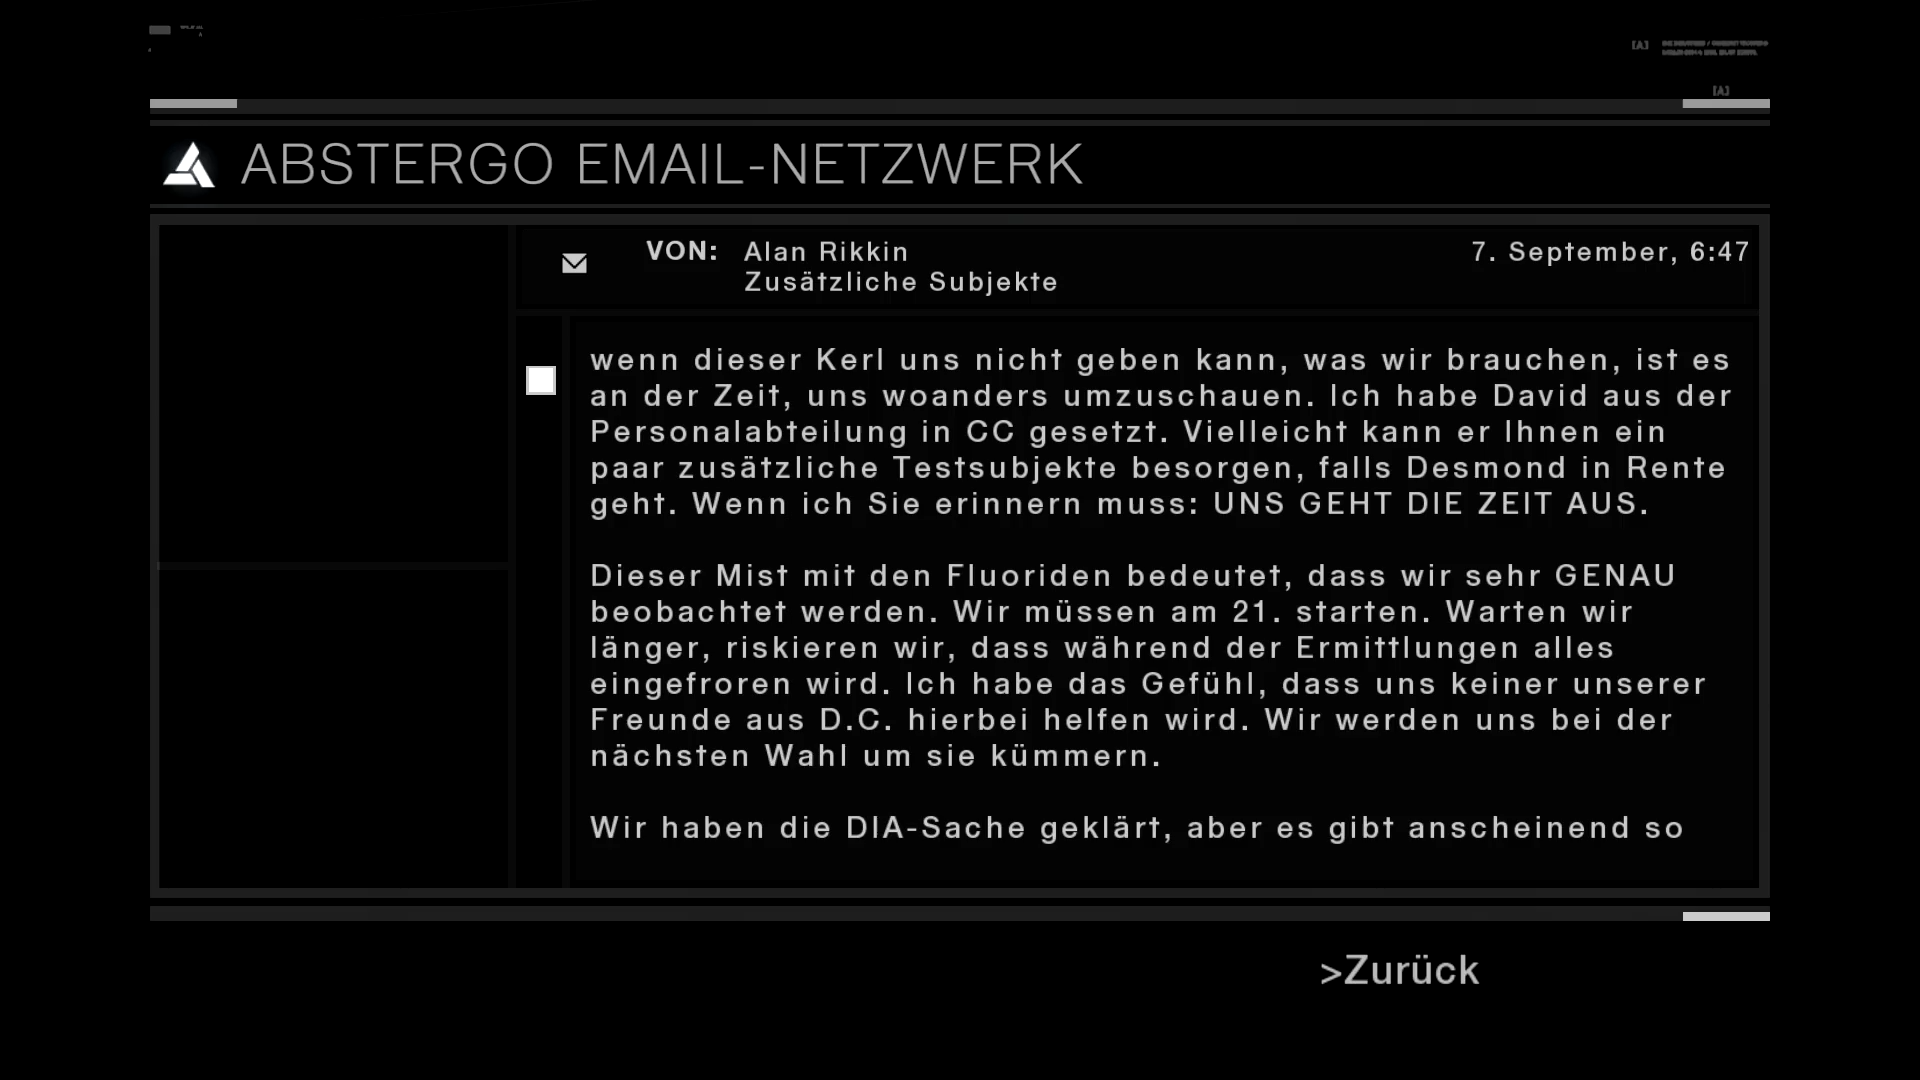 [A]
[A]
ABSTERGO EMAIL-NETZWERK
VON: Alan Rikkin
7. September, 6:47
Zusätzliche Subjekte
wenn dieser Kerl uns nicht geben kann, was wir brauchen, ist es
an der Zeit, uns woanders umzuschauen. Ich habe David aus der
Personalabteilung in CC gesetzt. Vielleicht kann er Ihnen ein
paar zusätzliche Testsubjekte besorgen, falls Desmond in Rente
geht. Wenn ich Sie erinnern muss: UNS GEHT DIE ZEIT AUS.
Dieser Mist mit den Fluoriden bedeutet, dass wir sehr GENAU
beobachtet werden. Wir müssen am 21. starten. Warten wir
länger, riskieren wir, dass während der Ermittlungen alles
eingefroren wird. Ich habe das Gefühl, dass uns keiner unserer
Freunde aus D.C. hierbei helfen wird. Wir werden uns bei der
nächsten Wahl um sie kümmern.
Wir haben die DIA-Sache geklärt, aber es gibt anscheinend so
>Zurück